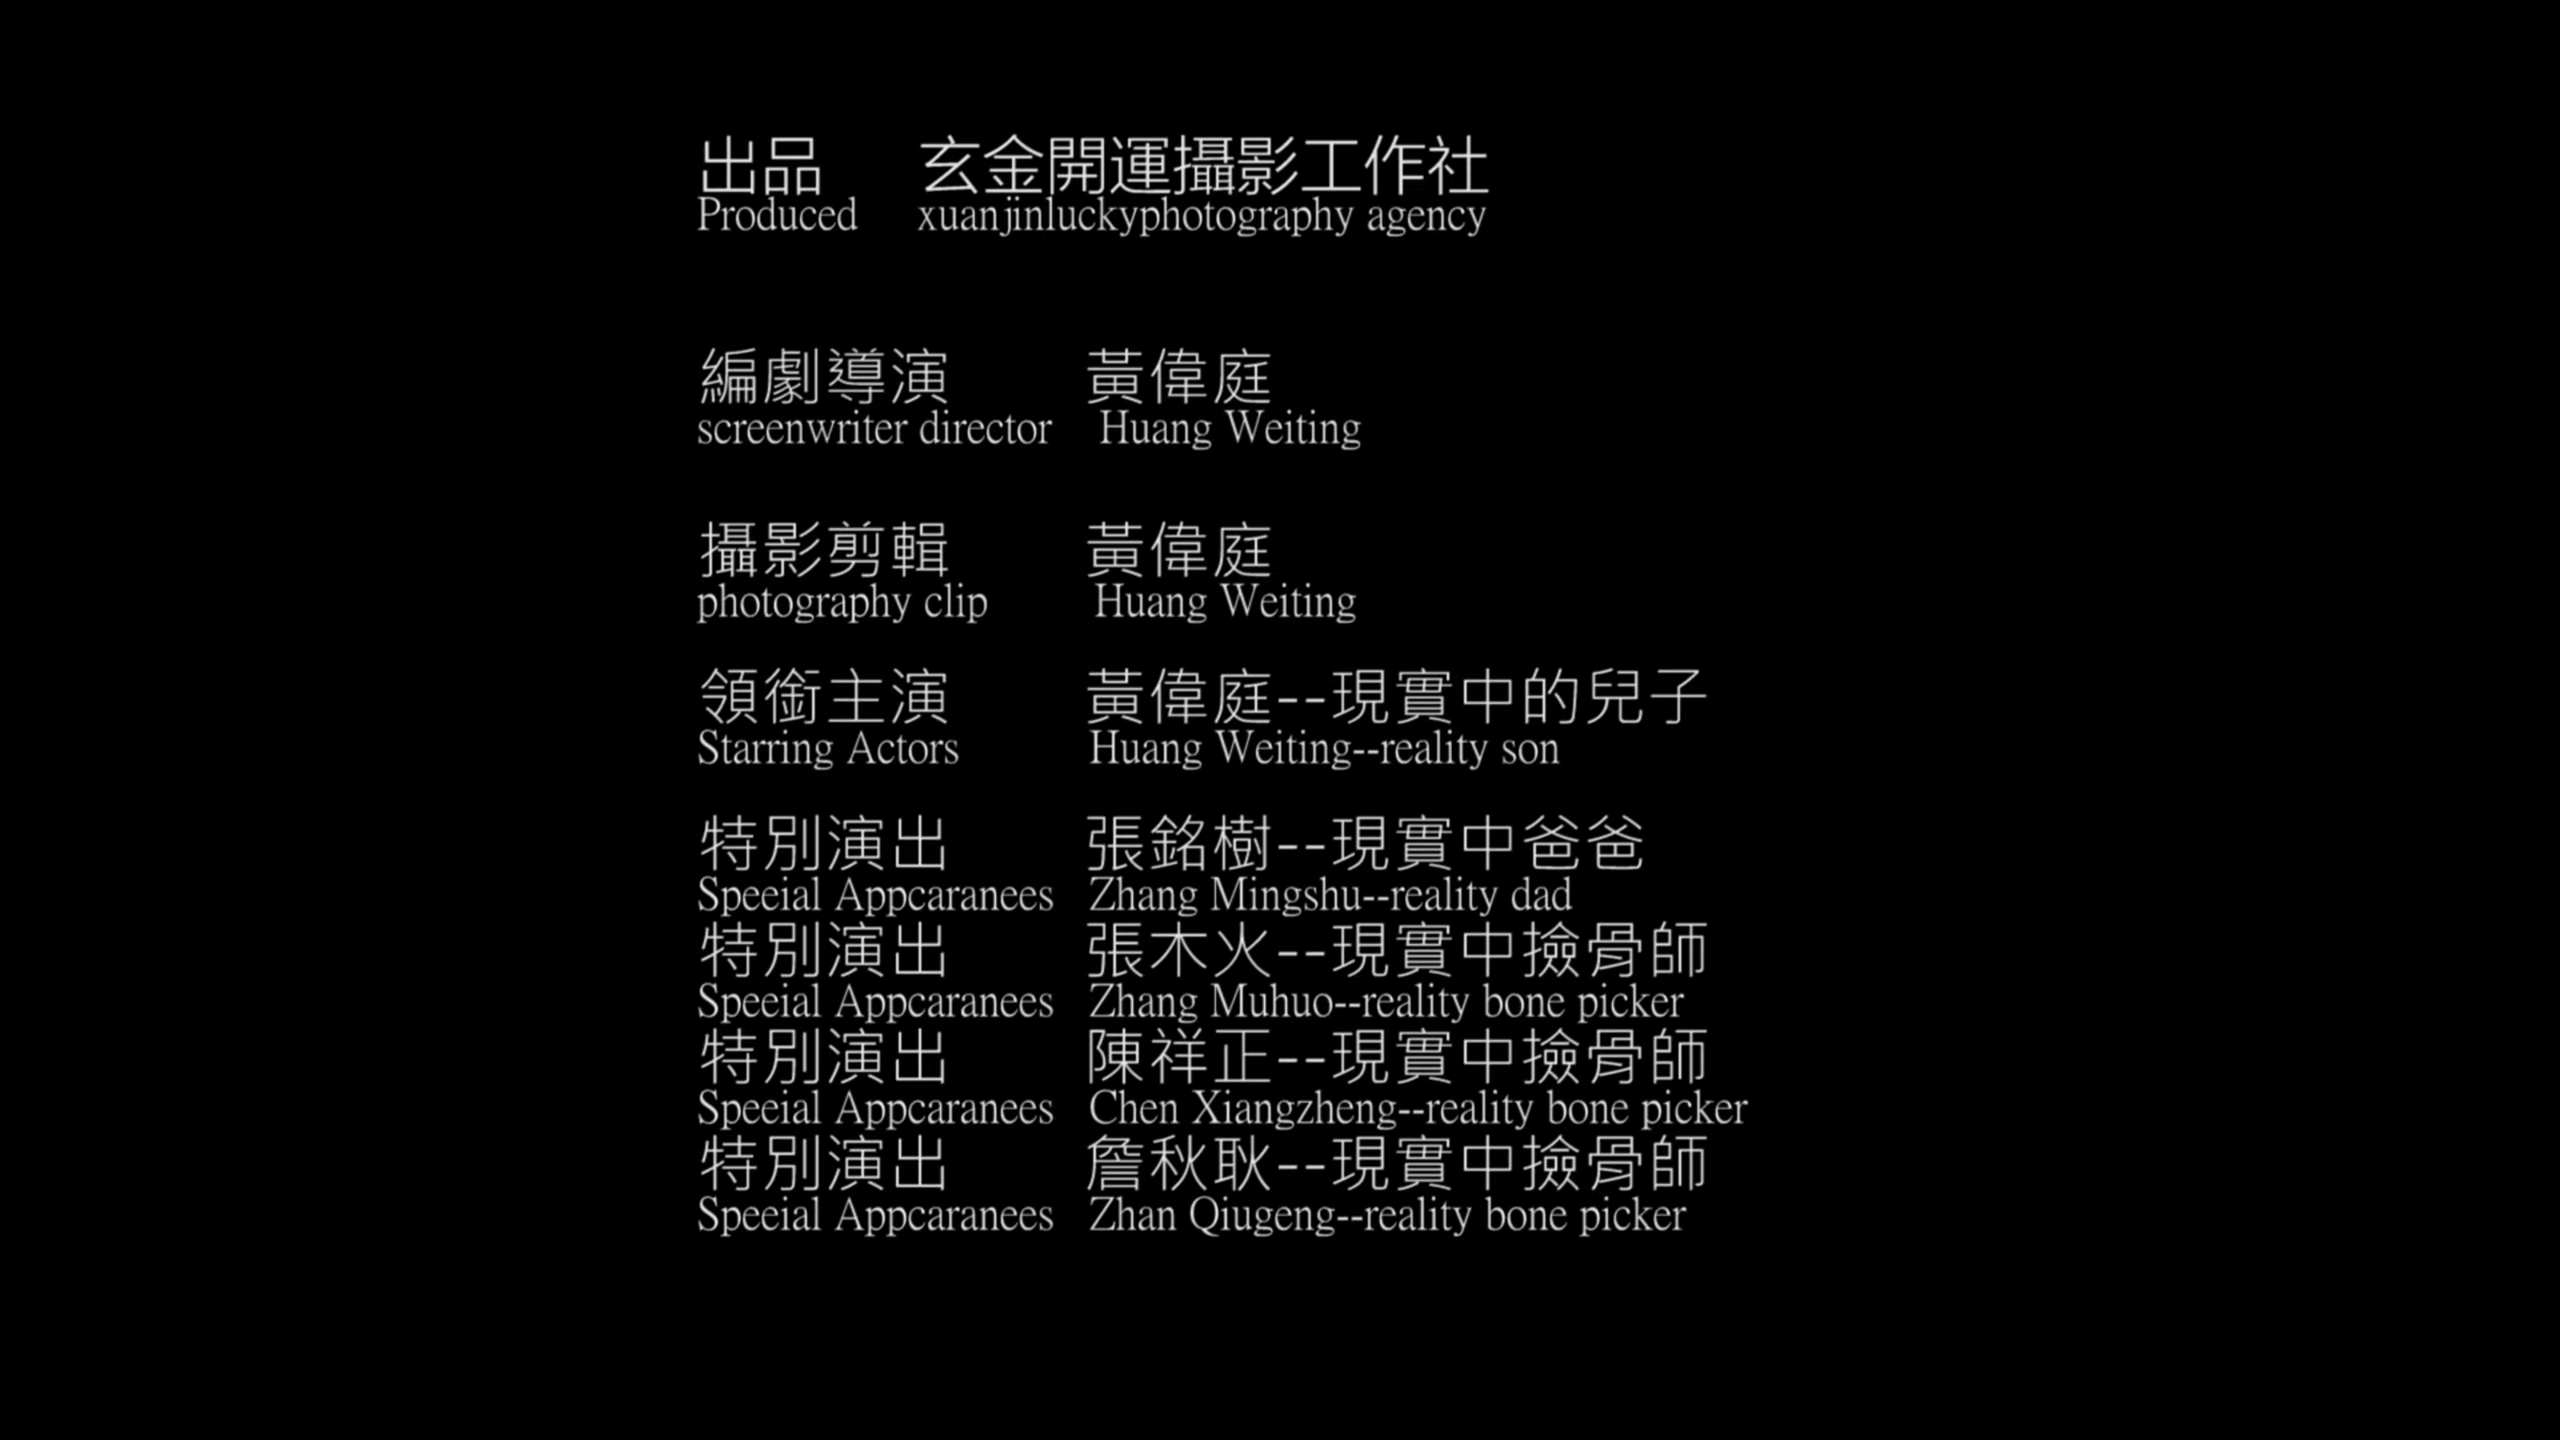 出品 玄金開運攝影工作社
Produced xuanjinluckyphotography agency
編劇導演 黃偉庭
screenwriter director Huang Weiting
攝影剪輯 黃偉庭
photography clip Huang Weiting
領銜主演 黃偉庭--現實中的兒子
Starring Actors Huang Weiting--reality son
特別演出 張銘樹--現實中爸爸
Speeial Appcaranees Zhang Mingshu--reality dad
特別演出 張木火--現實中撿骨師
Speeial Appcaranees Zhang Muhuo--reality bone picker
特別演出 陳祥正--現實中撿骨師
Speeial Appcaranees Chen Xiangzheng--reality bone picker
特別演出 詹秋耿--現實中撿骨師
Speeial Appcaranees Zhan Qiugeng--reality bone picker